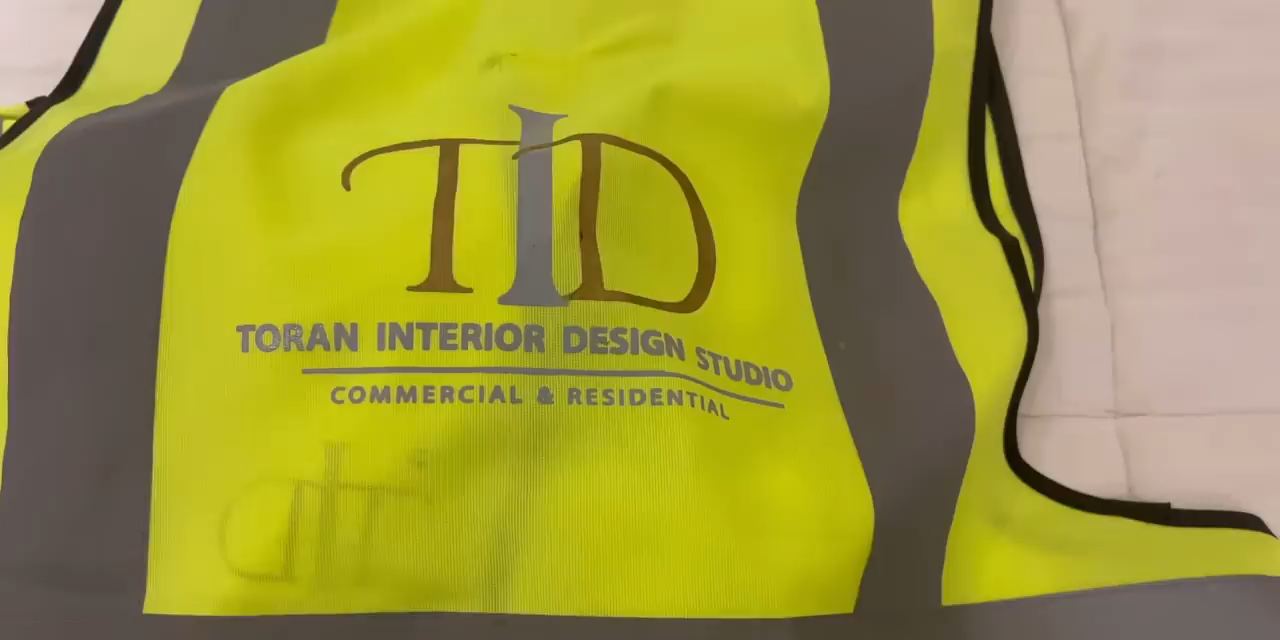 TID
TORAN INTERIOR DESIGN STUDIO
COMMERCIAL & RESIDENTIAL